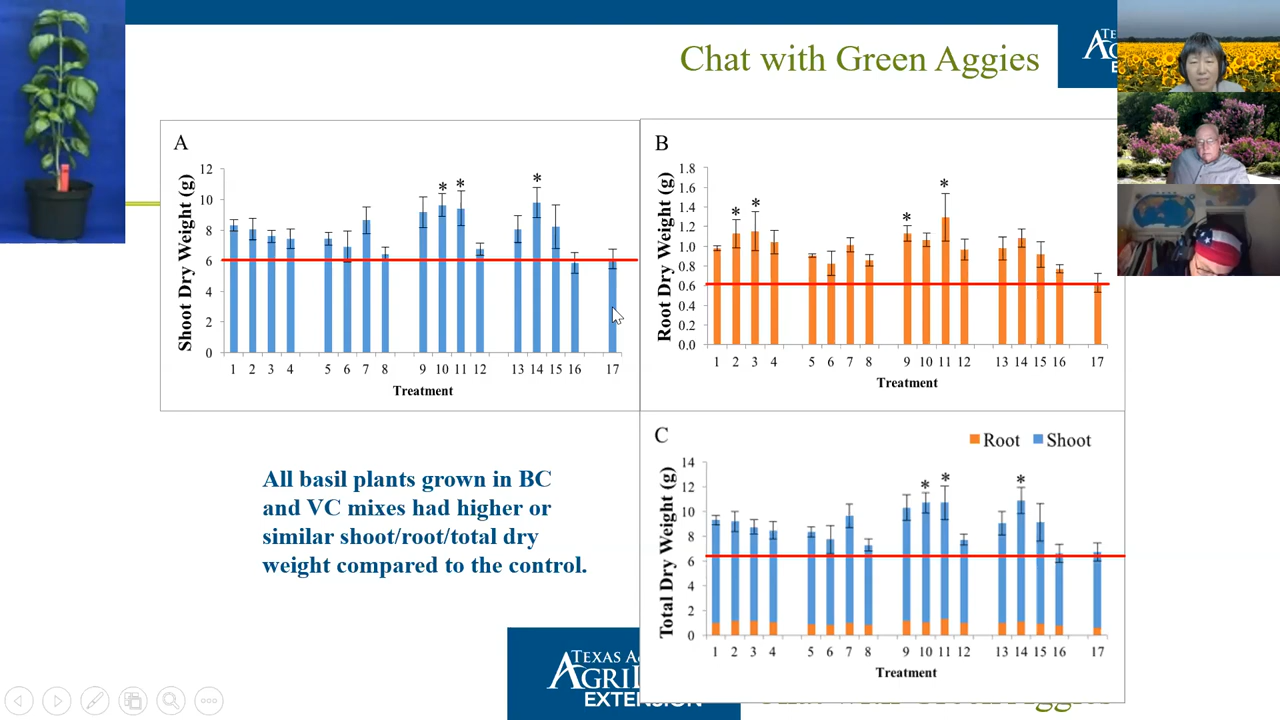 Chat with Green Aggies
A
Shoot Dry Weight (g)
12
10
8
6
4
2
0
* * *
1 2 3 4 5 6 7 8 9 10 11 12 13 14 15 16 17
Treatment
B
Root Dry Weight (g)
1.8
1.6
1.4
1.2
1.0
0.8
0.6
0.4
0.2
0.0
* * * *
1 2 3 4 5 6 7 8 9 10 11 12 13 14 15 16 17
Treatment
All basil plants grown in BC
and VC mixes had higher or
similar shoot/root/total dry
weight compared to the control.
C
Root Shoot
Total Dry Weight (g)
14
12
10
8
6
4
2
0
* * *
1 2 3 4 5 6 7 8 9 10 11 12 13 14 15 16 17
Treatment
TEXAS A
AGRIL
EXTENSION